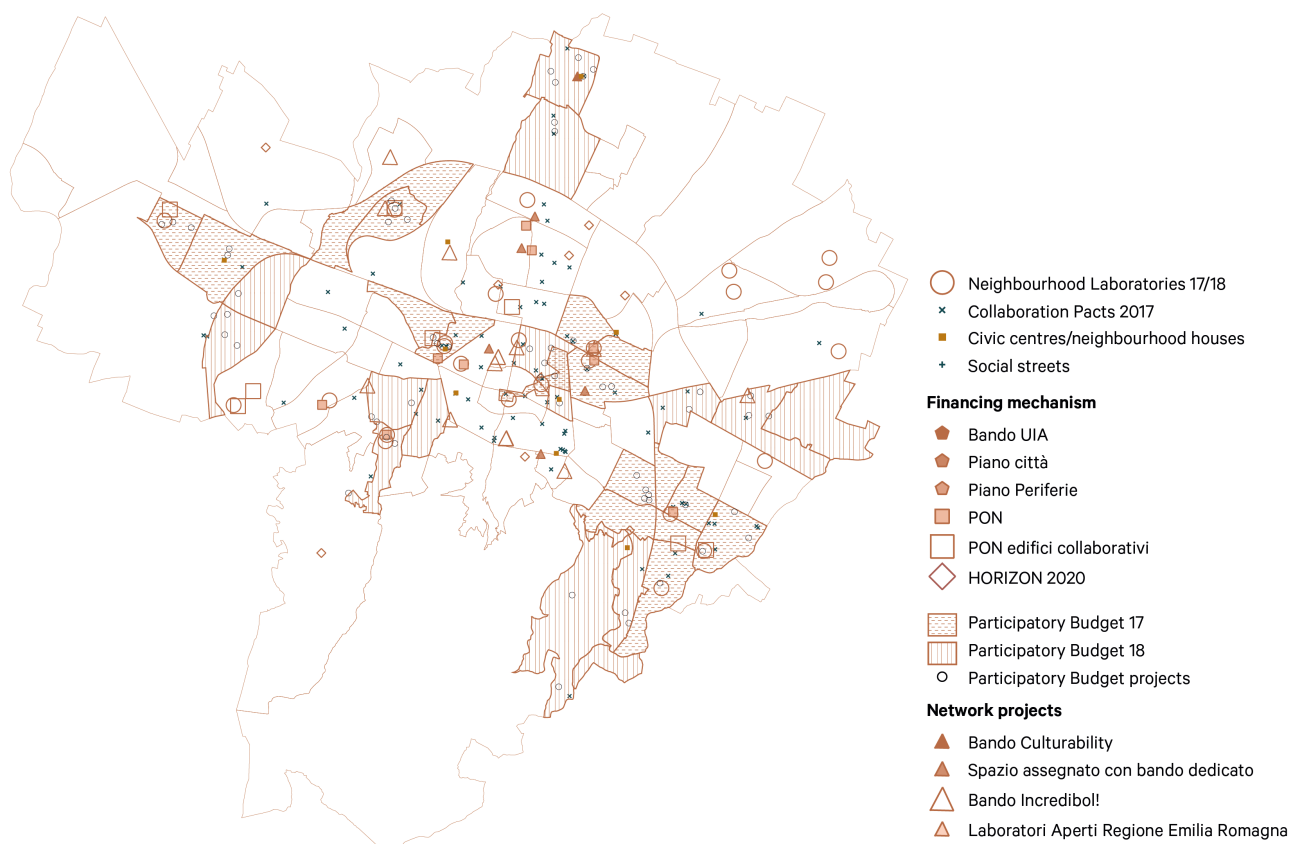 Neighbourhood Laboratories 17/18
Collaboration Pacts 2017
Civic centres/neighbourhood houses
Social streets
Financing mechanism
Bando UIA
Piano città
Piano Periferie
PON
PON edifici collaborativi
HORIZON 2020
Participatory Budget 17
Participatory Budget 18
Participatory Budget projects
Network projects
Bando Culturability
Spazio assegnato con bando dedicato
Bando Incredibol!
Laboratori Aperti Regione Emilia Romagna